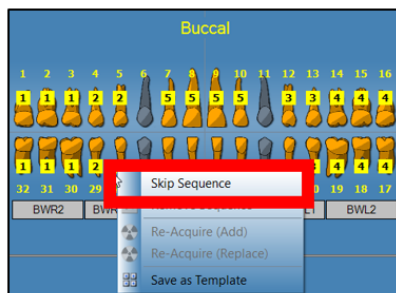 Buccal
1 2 3 4 5 6 7 8 9 10 11 12 13 14 15 16
1 1 1 2 2 5 5 5 5 3 3 4 4 4
1 1 1 2 4 4 4
32 31 30 29 19 18 17
Skip Sequence
BWR2 BWL2
Remove Sequence
Re-Acquire (Add)
Re-Acquire (Replace)
Save as Template